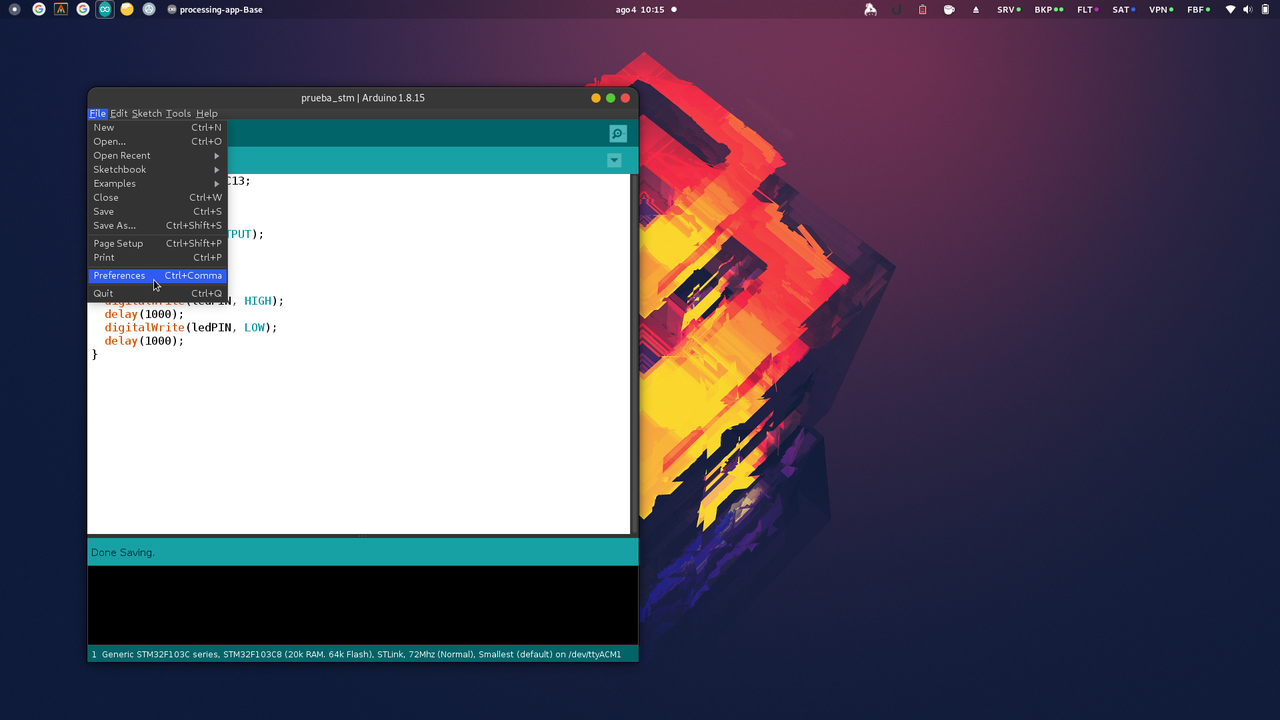 processing-app-Base
ago4 10:15
SRV
BKP
FLT
SAT
VPN
FBF
prueba_stm | Arduino 1.8.15
File Edit Sketch Tools Help
New Ctrl+N
Open... Ctrl+O
Open Recent
Sketchbook
Examples
Close Ctrl+W
Save Ctrl+S
Save As... Ctrl+Shift+S
Page Setup Ctrl+Shift+P
Print Ctrl+P
Preferences Ctrl+Comma
Quit Ctrl+Q
C13;
TPUT);
digitalWrite(ledPIN, HIGH);
delay(1000);
digitalWrite(ledPIN, LOW);
delay(1000);
}
Done Saving.
1 Generic STM32F103C series, STM32F103C8 (20k RAM. 64k Flash), STLink, 72Mhz (Normal), Smallest (default) on /dev/ttyACM1